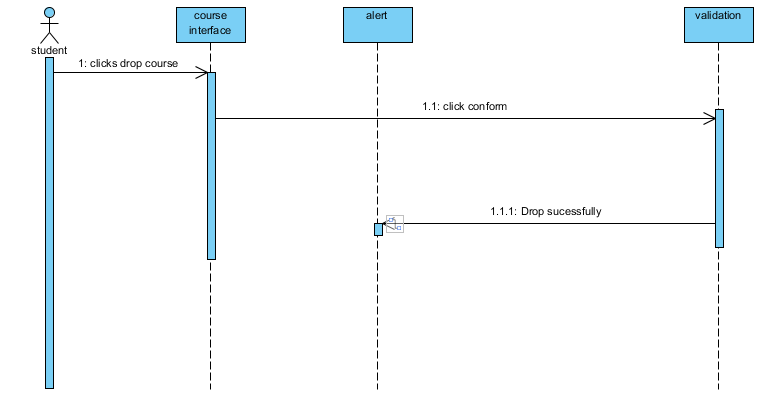 course
interface
alert
validation
student
1: clicks drop course
1.1: click conform
1.1.1: Drop sucessfully